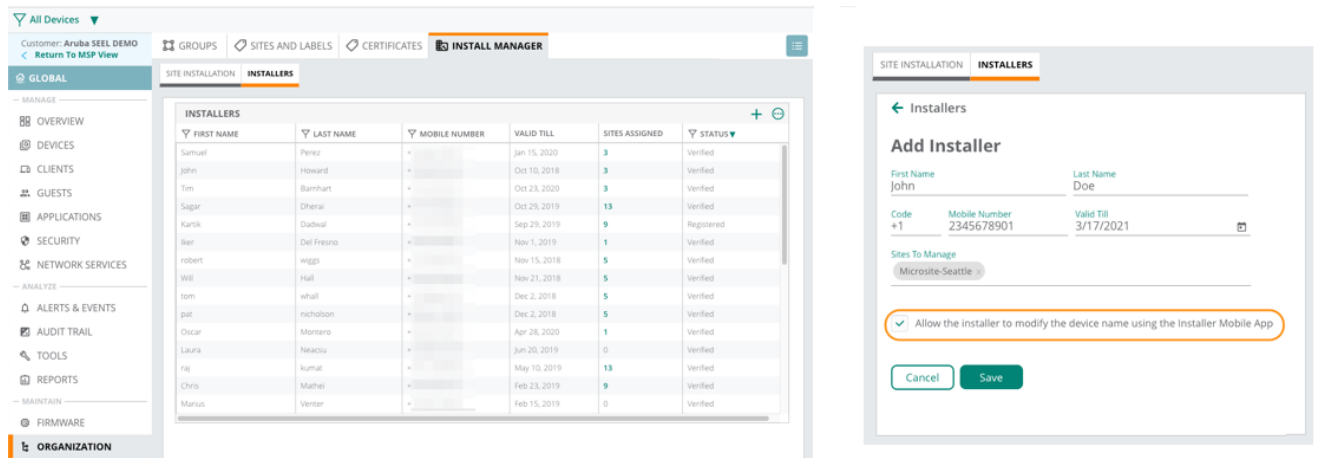 All Devices ▼
Customer: Aruba SEEL DEMO
Return To MSP View
GLOBAL
MANAGE
OVERVIEW
DEVICES
CLIENTS
GUESTS
APPLICATIONS
SECURITY
NETWORK SERVICES
ANALYZE
ALERTS & EVENTS
AUDIT TRAIL
TOOLS
REPORTS
MAINTAIN
FIRMWARE
ORGANIZATION
GROUPS SITES AND LABELS CERTIFICATES INSTALL MANAGER
SITE INSTALLATION INSTALLERS
INSTALLERS
FIRST NAME LAST NAME MOBILE NUMBER VALID TILL SITES ASSIGNED STATUS▼
Samuel Perez + Jan 15, 2020 3 Verified
John Howard + Oct 10, 2018 3 Verified
Tim Barnhart + Oct 23, 2020 3 Verified
Sagar Dherai + Oct 29, 2019 13 Verified
Kartik Dadwal + Sep 29, 2019 9 Registered
Iker Del Fresno + Nov 1, 2019 1 Verified
robert wiggs + Nov 15, 2018 5 Verified
Will Hall + Nov 21, 2018 5 Verified
tom whall + Dec 2, 2018 5 Verified
pat nicholson + Dec 2, 2018 5 Verified
Oscar Montero + Apr 28, 2020 1 Verified
Laura Neacsu + Jun 20, 2019 0 Verified
raj kumat + May 10, 2019 13 Verified
Chris Mathei + Feb 23, 2019 9 Verified
Marius Venter + Feb 15, 2019 0 Verified
SITE INSTALLATION INSTALLERS
Installers
Add Installer
First Name Last Name
John Doe
Code Mobile Number Valid Till
+1 2345678901 3/17/2021
Sites To Manage
Microsite-Seattle ×
Allow the installer to modify the device name using the Installer Mobile App
Cancel Save